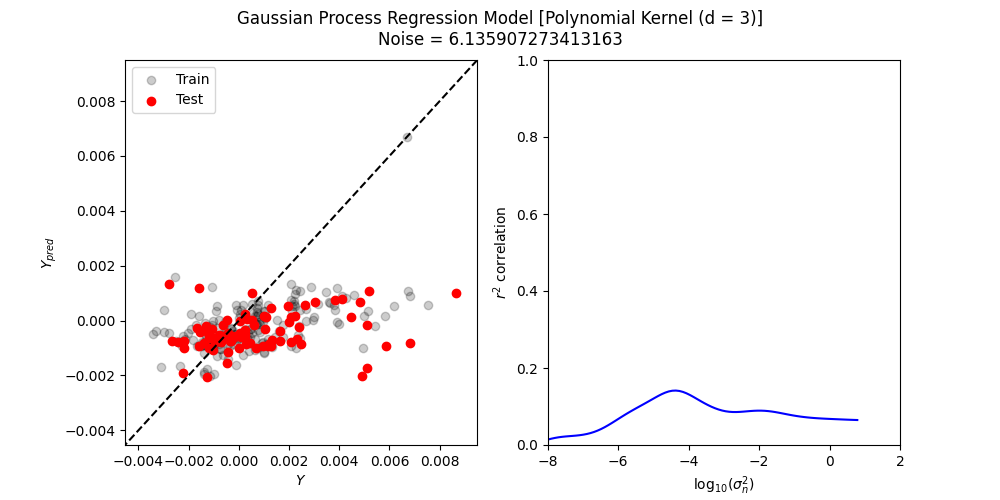 Gaussian Process Regression Model [Polynomial Kernel (d = 3)]
Noise = 6.135907273413163
Train
Test
0.008
0.006
0.004
0.002
0.000
−0.002
−0.004
Y_{pred}
−0.004 −0.002 0.000 0.002 0.004 0.006 0.008
Y
1.0
0.8
0.6
0.4
0.2
0.0
r² correlation
−8 −6 −4 −2 0 2
log₁₀(σₙ²)